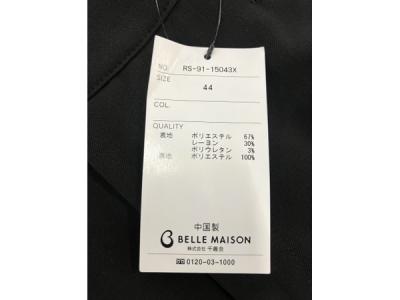 NO. RS-91-15043X
SIZE
44
COL.
QUALITY
表地 ポリエステル 67%
レーヨン 30%
ポリウレタン 3%
裏地 ポリエステル 100%
中国製
BELLE MAISON
株式会社 千趣会
0120-03-1000